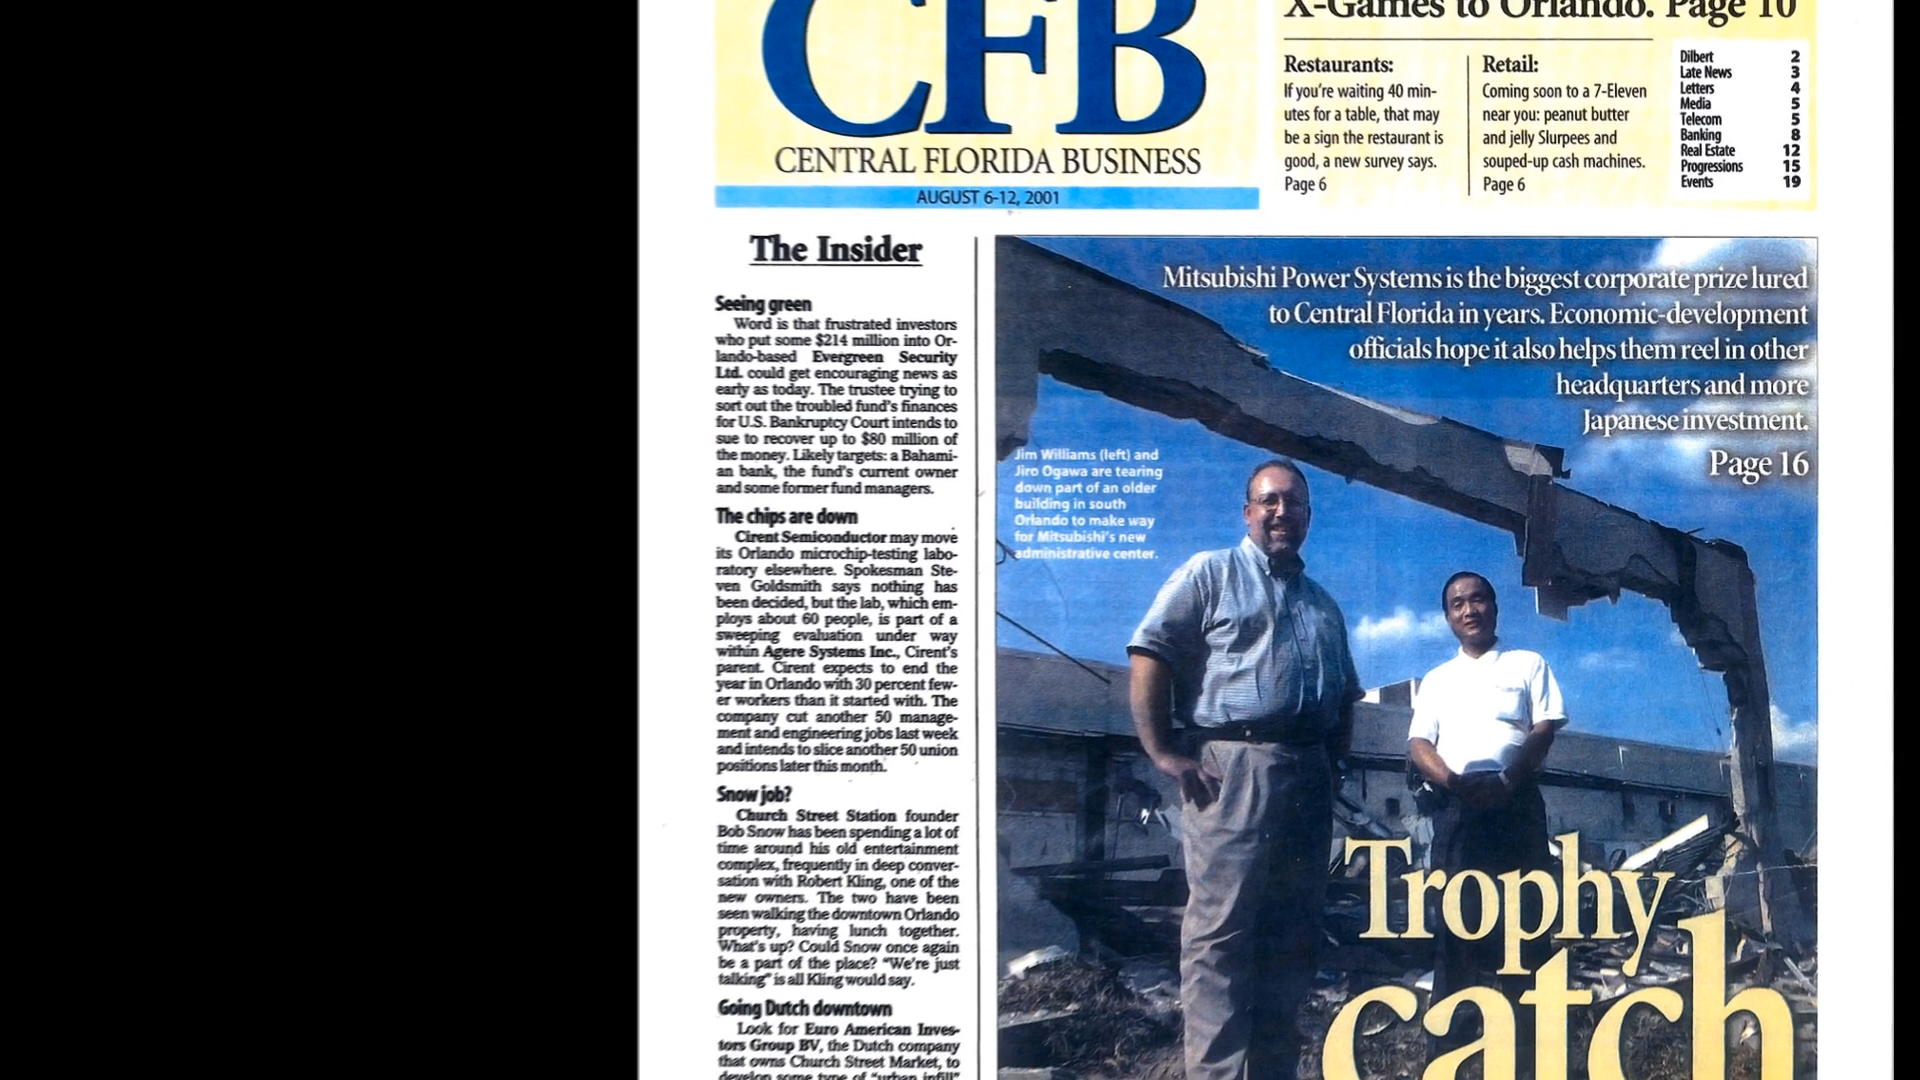 CFB
CENTRAL FLORIDA BUSINESS
AUGUST 6-12, 2001
X-Games to Orlando. Page 10
Restaurants:
If you're waiting 40 min-
utes for a table, that may
be a sign the restaurant is
good, a new survey says.
Page 6
Retail:
Coming soon to a 7-Eleven
near you: peanut butter
and jelly Slurpees and
souped-up cash machines.
Page 6
Dilbert 2
Late News 3
Letters 4
Media 5
Telecom 5
Banking 8
Real Estate 12
Progressions 15
Events 19
The Insider
Seeing green
Word is that frustrated investors
who put some $214 million into Or-
lando-based Evergreen Security
Ltd. could get encouraging news as
early as today. The trustee trying to
sort out the troubled fund's finances
for U.S. Bankruptcy Court intends to
sue to recover up to $80 million of
the money. Likely targets: a Bahami-
an bank, the fund's current owner
and some former fund managers.
The chips are down
Cirent Semiconductor may move
its Orlando microchip-testing labo-
ratory elsewhere. Spokesman Ste-
ven Goldsmith says nothing has
been decided, but the lab, which em-
ploys about 60 people, is part of a
sweeping evaluation under way
within Agere Systems Inc., Cirent's
parent. Cirent expects to end the
year in Orlando with 30 percent few-
er workers than it started with. The
company cut another 50 manage-
ment and engineering jobs last week
and intends to slice another 50 union
positions later this month.
Snow job?
Church Street Station founder
Bob Snow has been spending a lot of
time around his old entertainment
complex, frequently in deep conver-
sation with Robert Kling, one of the
new owners. The two have been
seen walking the downtown Orlando
property, having lunch together.
What's up? Could Snow once again
be a part of the place? "We're just
talking" is all Kling would say.
Going Dutch downtown
Look for Euro American Inves-
tors Group BV, the Dutch company
that owns Church Street Market, to
develop some type of "urban infill"
Mitsubishi Power Systems is the biggest corporate prize lured
to Central Florida in years. Economic-development
officials hope it also helps them reel in other
headquarters and more
Japanese investment.
Page 16
Jim Williams (left) and
Jiro Ogawa are tearing
down part of an older
building in south
Orlando to make way
for Mitsubishi's new
administrative center.
Trophy
catch